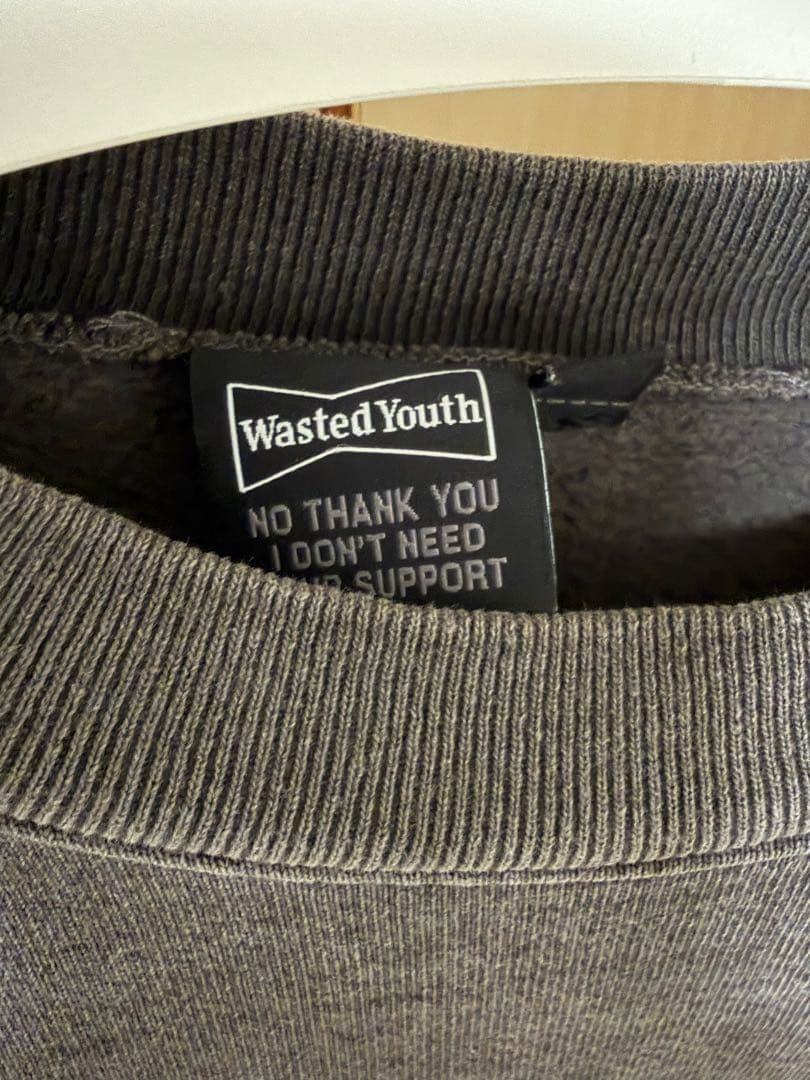 Wasted Youth
NO THANK YOU
I DON'T NEED
SUPPORT